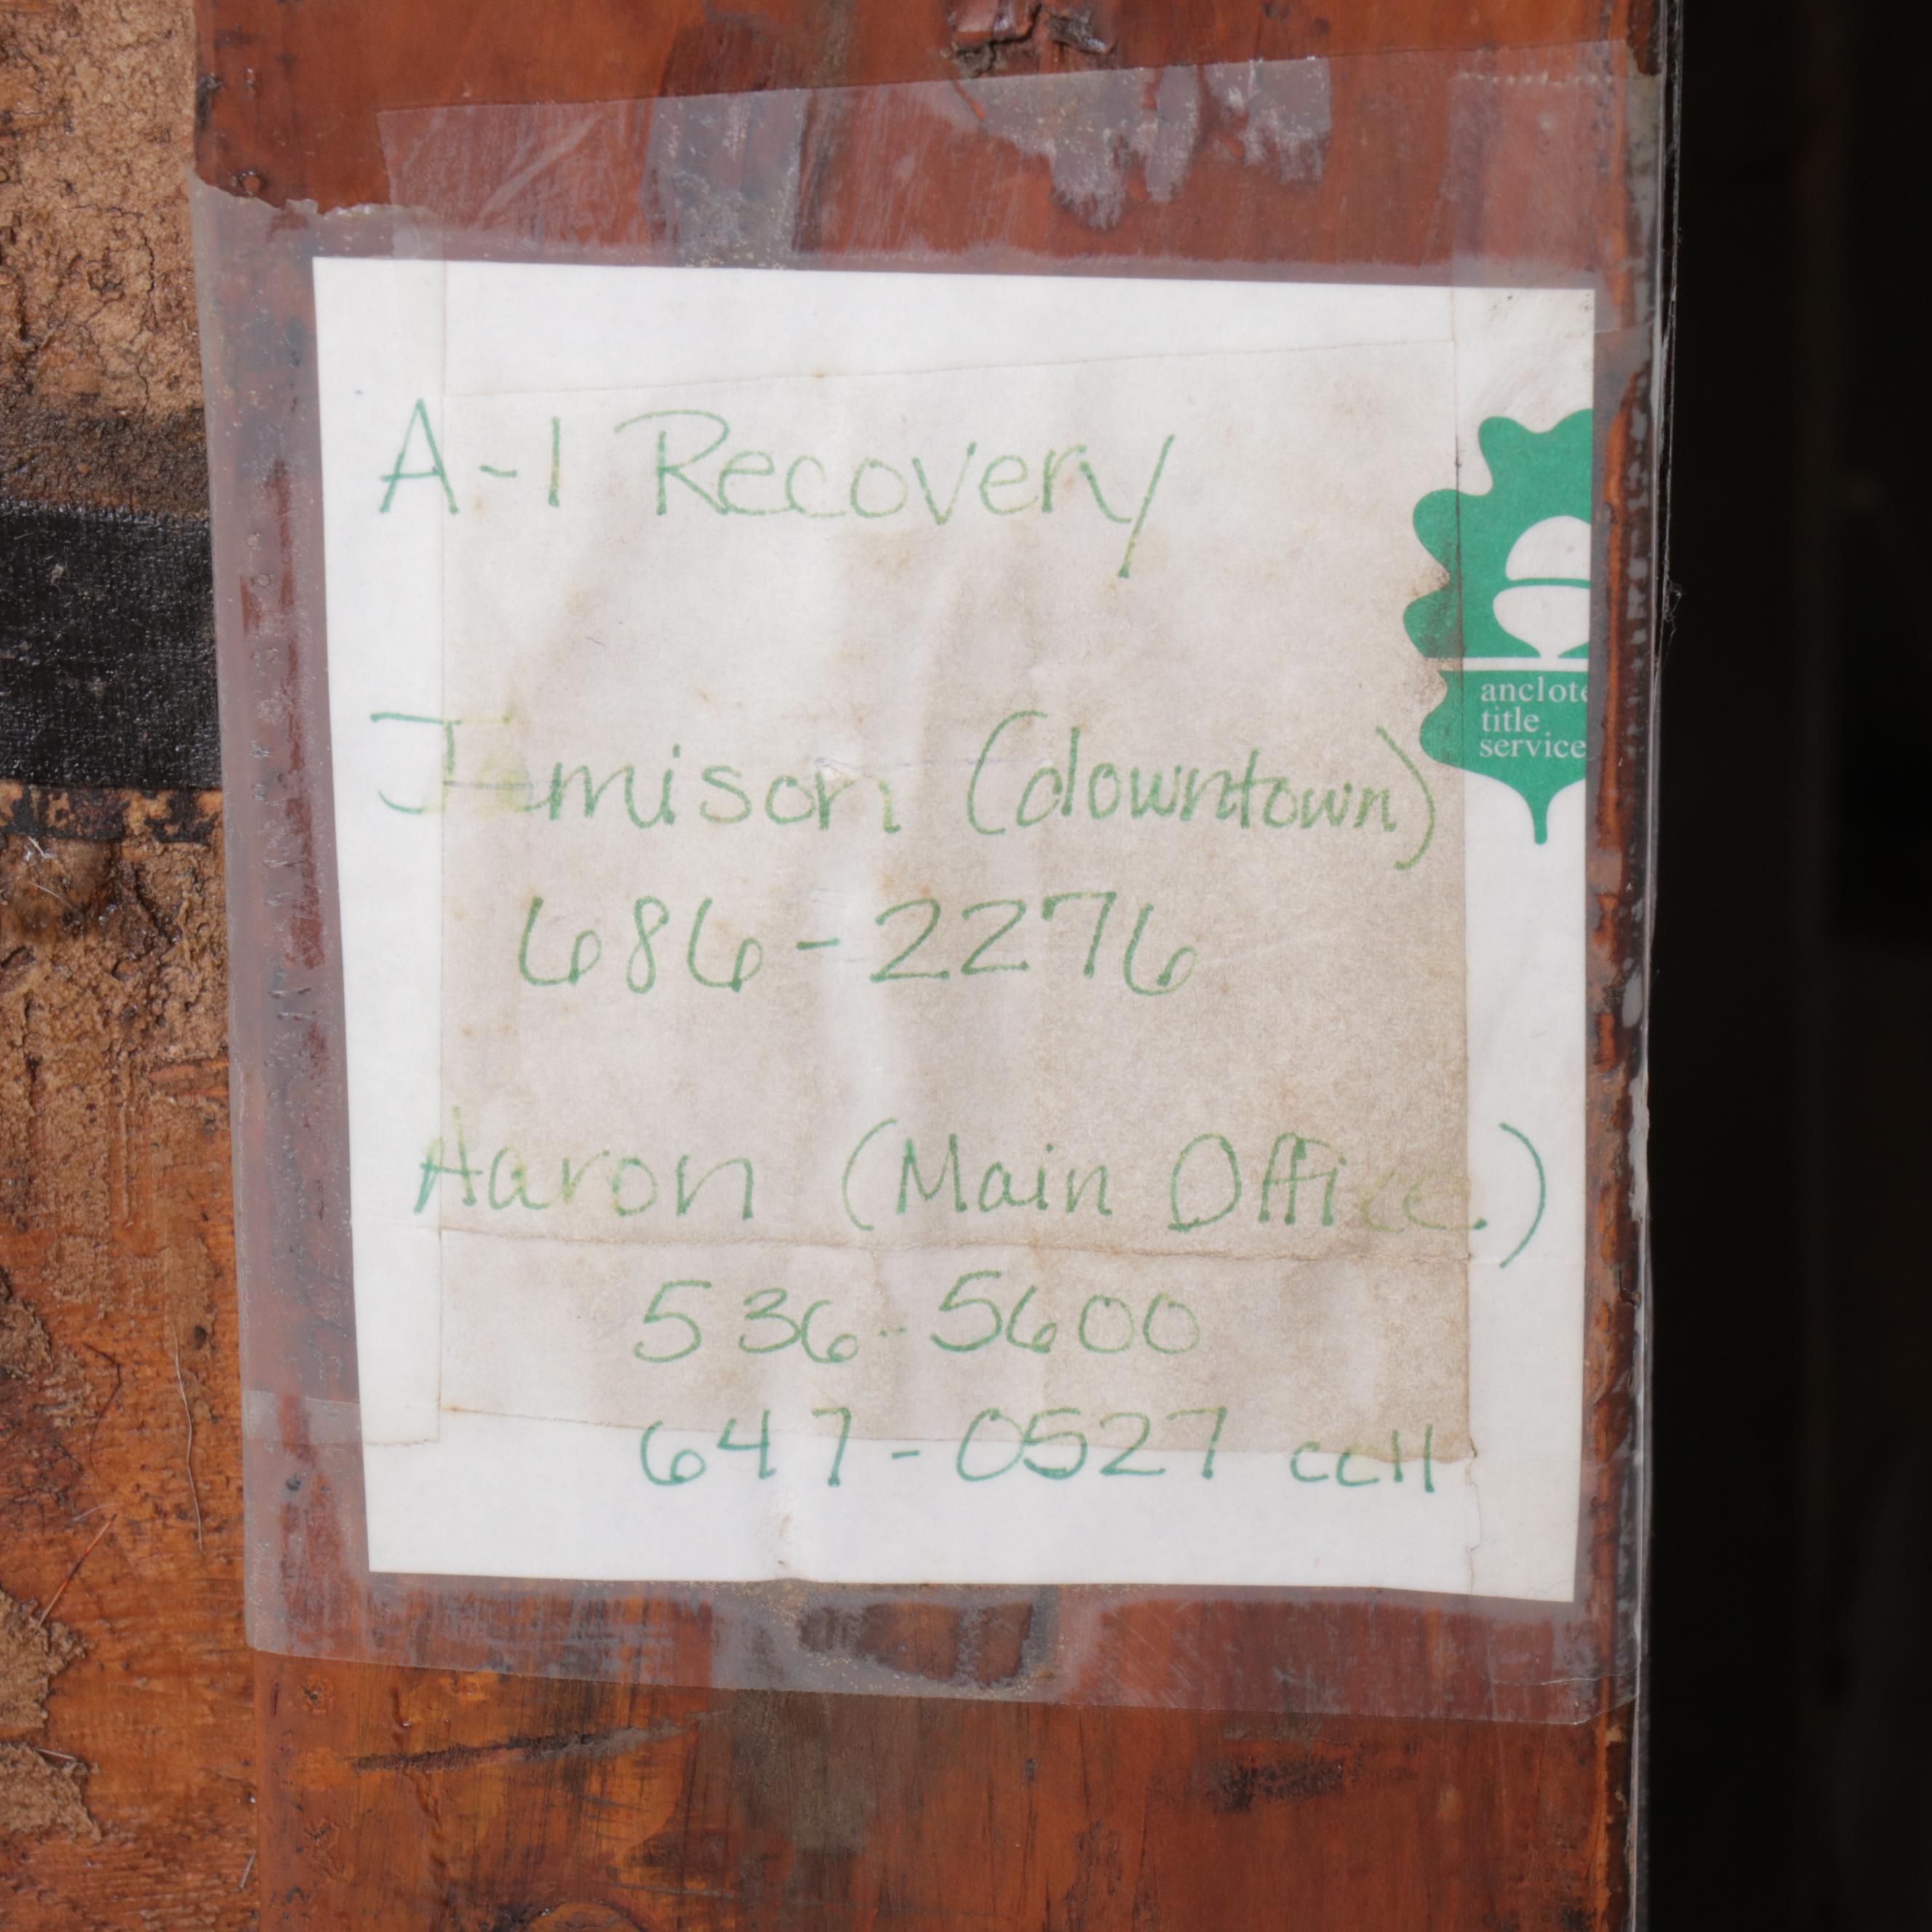 A-1 Recovery
anclote
title
service
Jamison (downtown)
686-2276
Aaron (Main Office)
536-5600
647-0527 cell